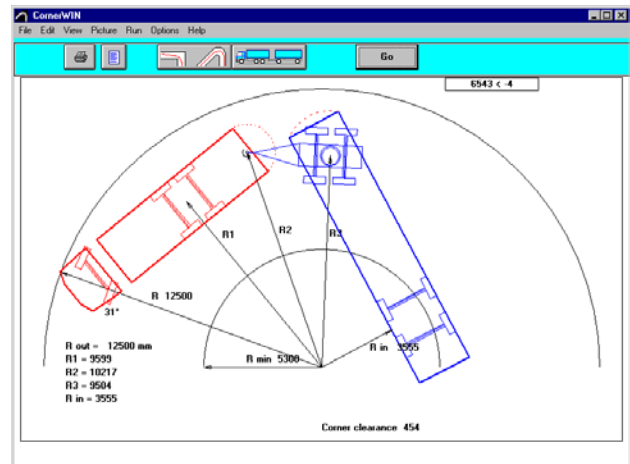 CornerWIN
File Edit View Picture Run Options Help
Go
6543 < -4
R1
R2
R3
R 12500
31°
R min 5300
R in 3555
R out = 12500 mm
R1 = 9599
R2 = 10217
R3 = 9504
R in = 3555
Corner clearance 454